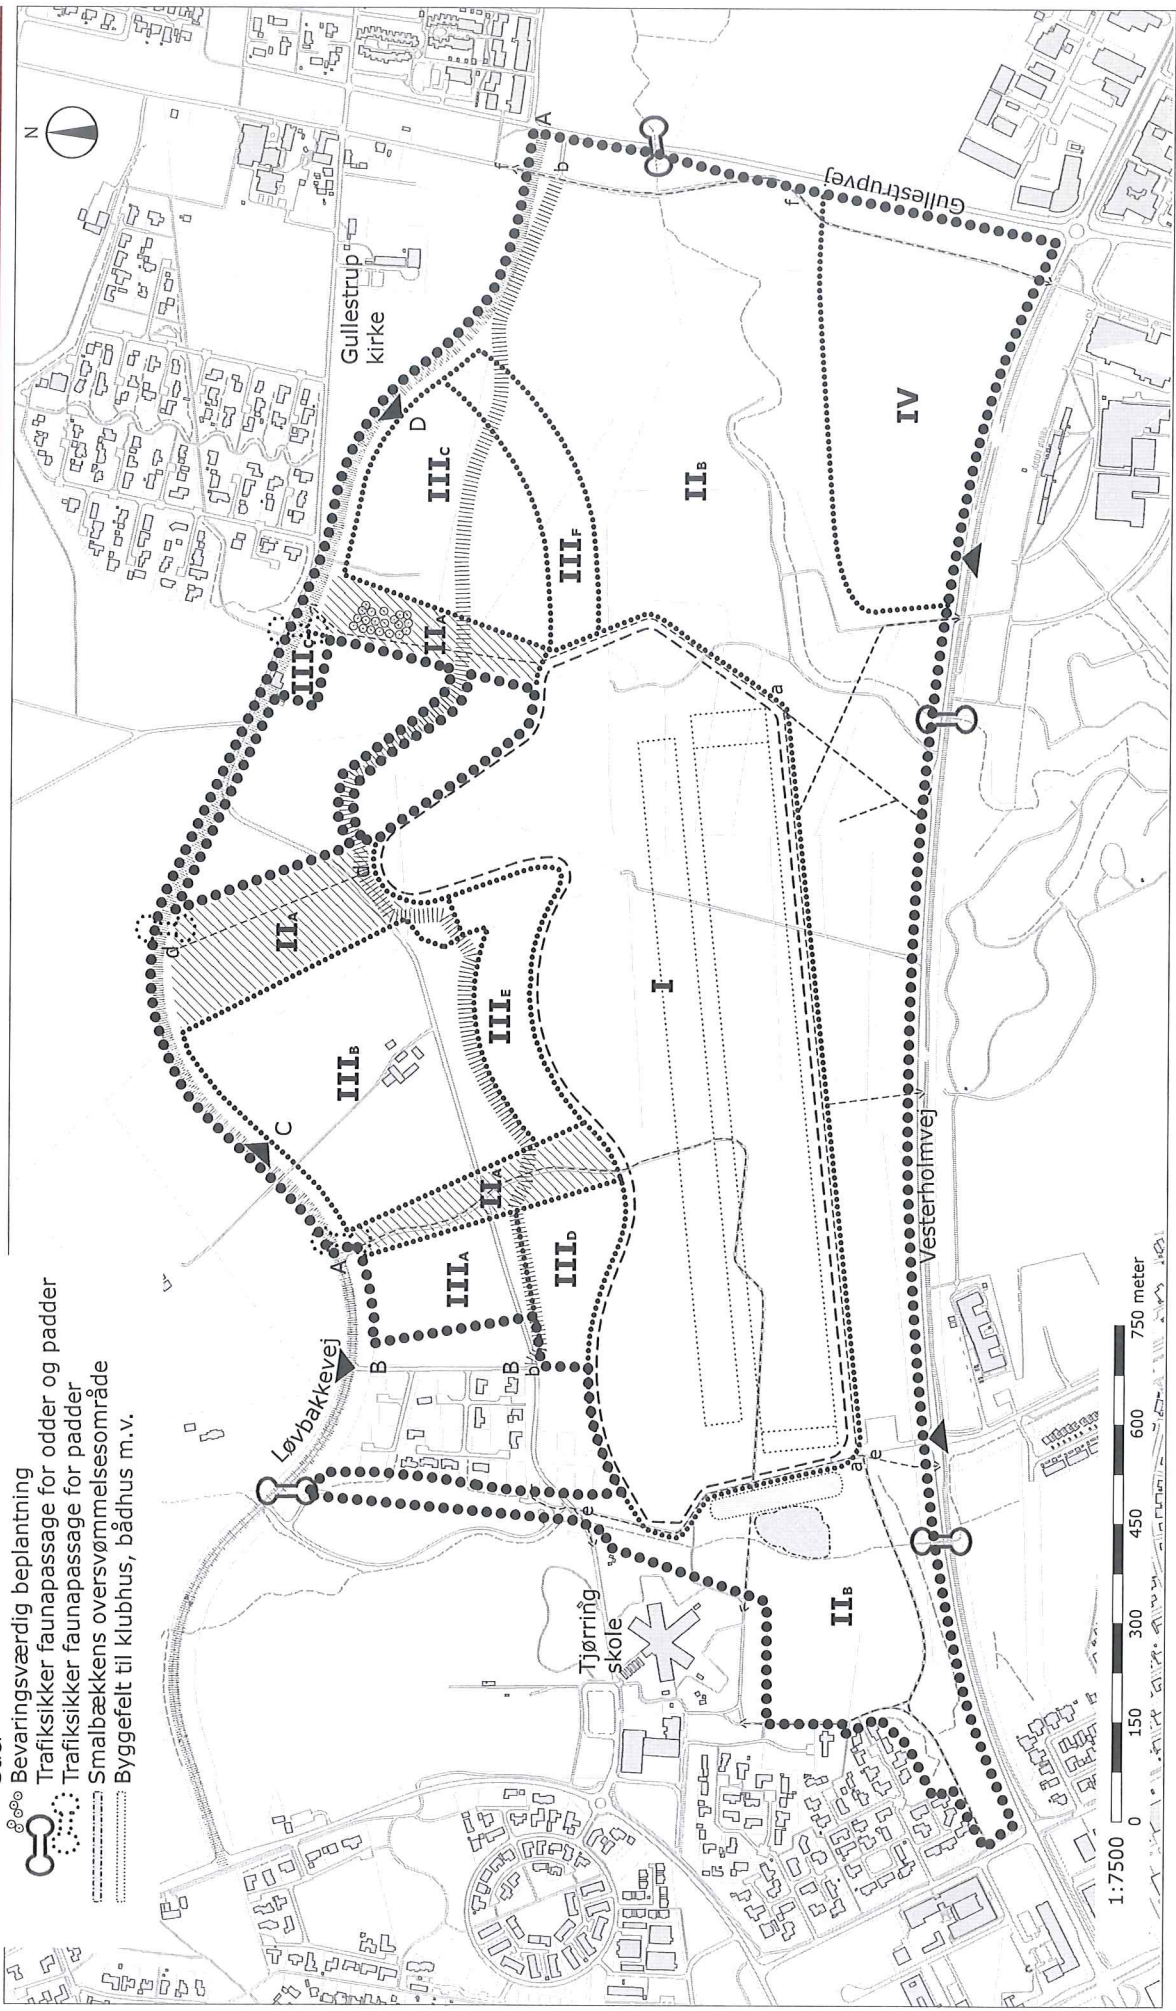 Bevaringsværdig beplantning
Trafiksikker faunapassage for odder og padder
Trafiksikker faunapassage for padder
Smalbækkens oversvømmelsesområde
Byggefelt til klubhus, bådhus m.v.
N
Løvbakkevej
Gullestrup
kirke
Tjørring
skole
Gullestrupvej
Vesterholmvej
A
B
B
b
C
D
A
b
f
f
d
d
a
a
e
e
I
IIA
IIA
IIA
IIB
IIB
IIIA
IIIB
IIIC
IIIC
IIID
IIIE
IIIF
IV
1:7500
0 150 300 450 600 750 meter